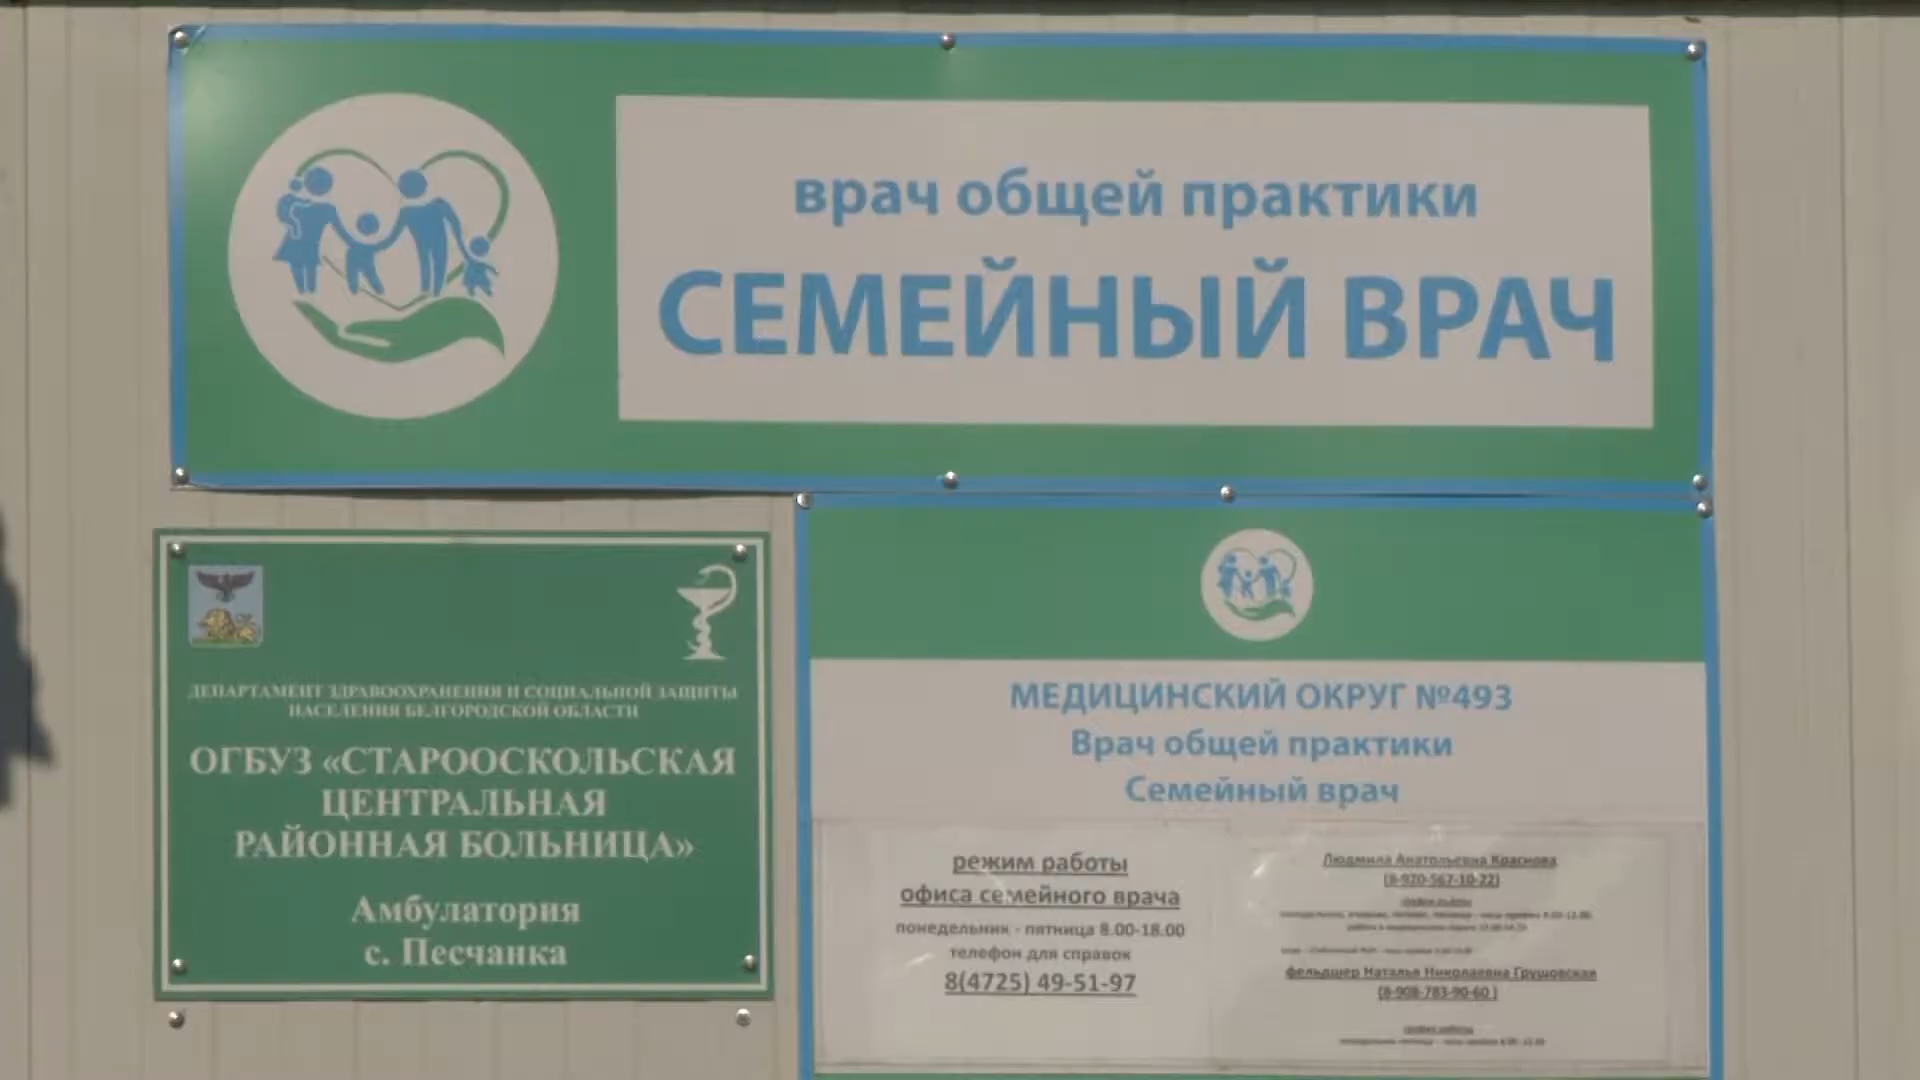 врач общей практики
СЕМЕЙНЫЙ ВРАЧ
ДЕПАРТАМЕНТ ЗДРАВООХРАНЕНИЯ И СОЦИАЛЬНОЙ ЗАЩИТЫ
НАСЕЛЕНИЯ БЕЛГОРОДСКОЙ ОБЛАСТИ
ОГБУЗ «СТАРООСКОЛЬСКАЯ
ЦЕНТРАЛЬНАЯ
РАЙОННАЯ БОЛЬНИЦА»
Амбулатория
с. Песчанка
МЕДИЦИНСКИЙ ОКРУГ №493
Врач общей практики
Семейный врач
режим работы
офиса семейного врача
понедельник - пятница 8.00-18.00
телефон для справок
8(4725) 49-51-97
Людмила Анатольевна Краснова
(8-920-567-10-22)
фельдшер Наталья Николаевна Грушовская
(8-908-783-90-60 )